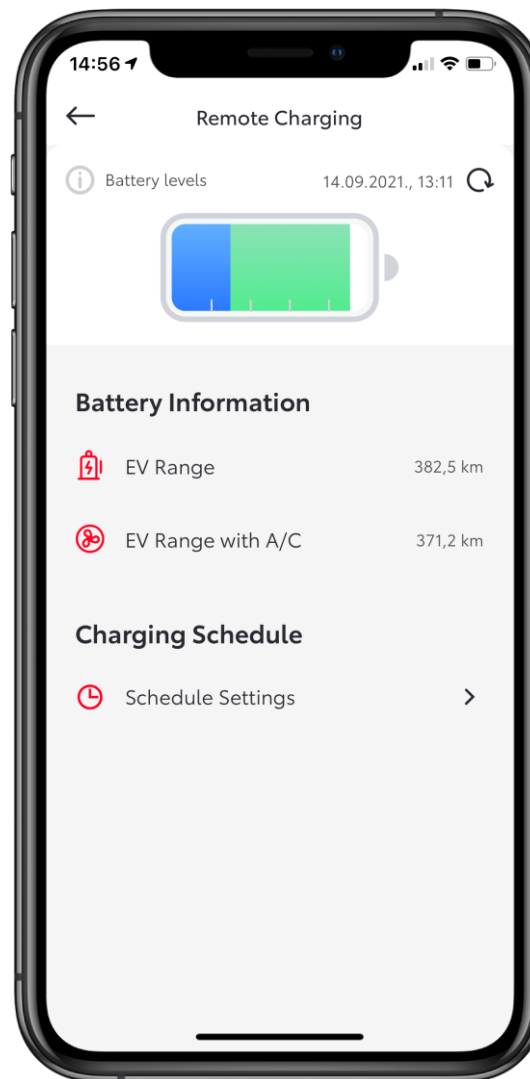 14:56
Remote Charging
Battery levels 14.09.2021., 13:11
Battery Information
EV Range 382,5 km
EV Range with A/C 371,2 km
Charging Schedule
Schedule Settings